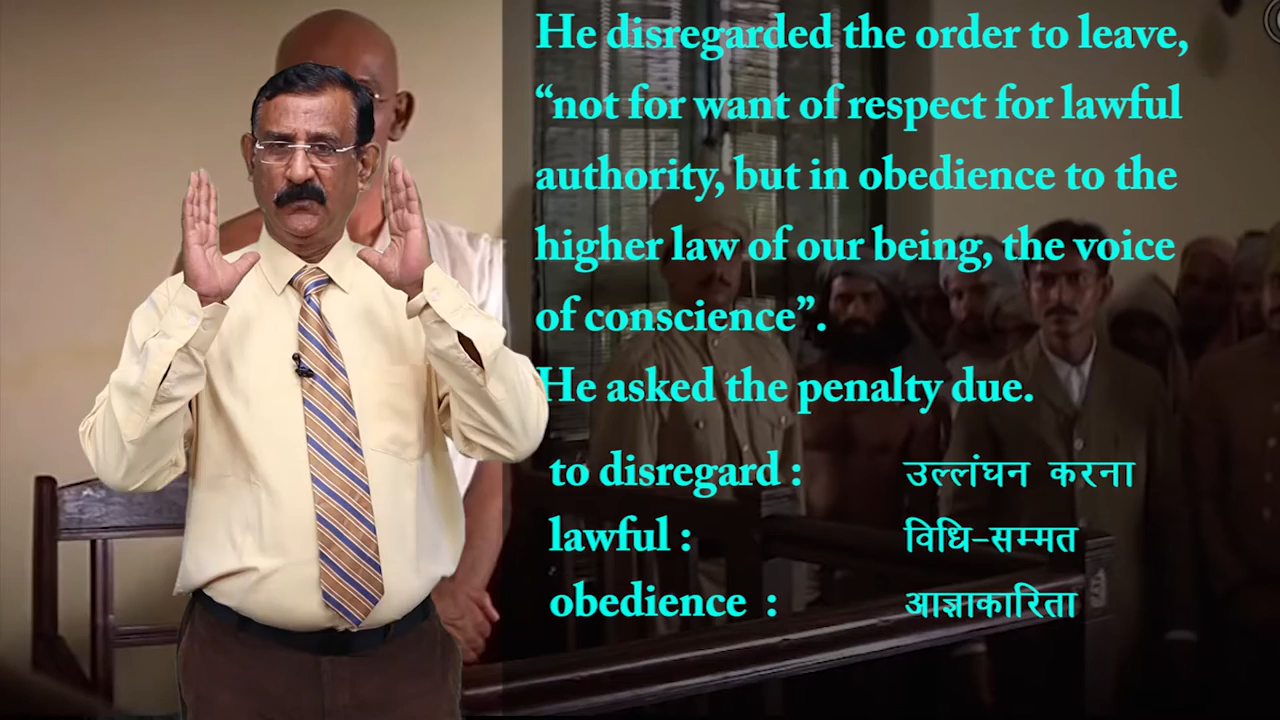 He disregarded the order to leave,
“not for want of respect for lawful
authority, but in obedience to the
higher law of our being, the voice
of conscience”.
He asked the penalty due.
to disregard : उल्लंघन करना
lawful : विधि-सम्मत
obedience : आज्ञाकारिता